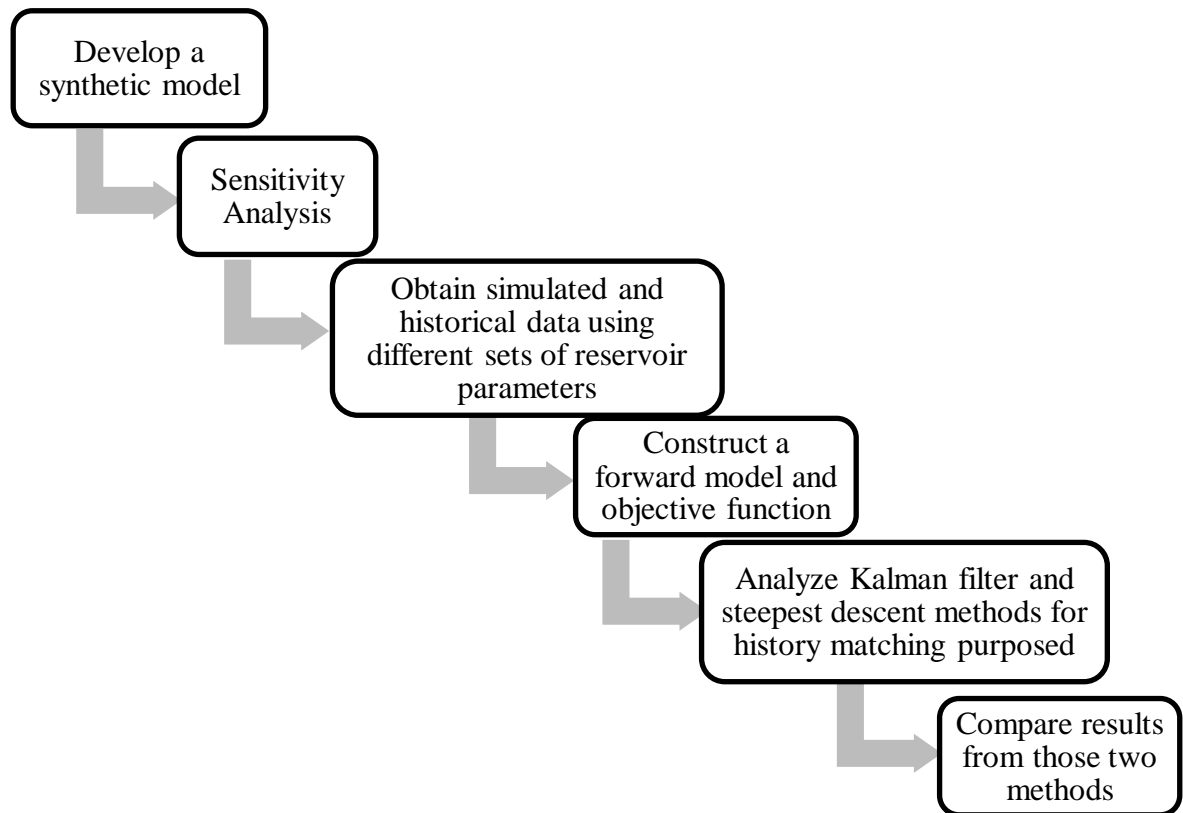 Develop a
synthetic model
Sensitivity
Analysis
Obtain simulated and
historical data using
different sets of reservoir
parameters
Construct a
forward model and
objective function
Analyze Kalman filter and
steepest descent methods for
history matching purposed
Compare results
from those two
methods